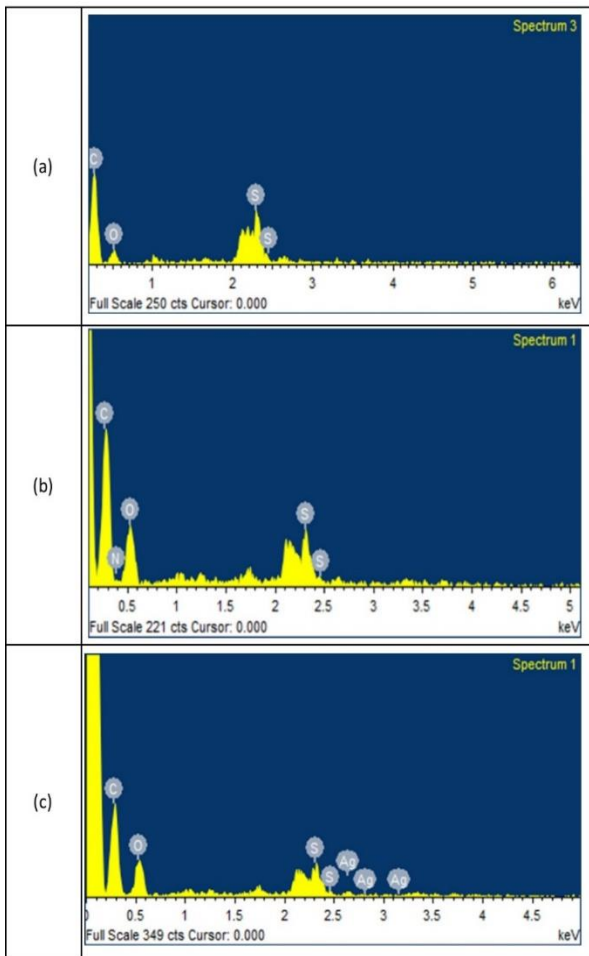 (a)
Spectrum 3
C
O
S
S
1 2 3 4 5 6
Full Scale 250 cts Cursor: 0.000 keV
(b)
Spectrum 1
C
N
O
S
S
0.5 1 1.5 2 2.5 3 3.5 4 4.5 5
Full Scale 221 cts Cursor: 0.000 keV
(c)
Spectrum 1
C
O
S
S
Ag
Ag
Ag
0 0.5 1 1.5 2 2.5 3 3.5 4 4.5
Full Scale 349 cts Cursor: 0.000 keV